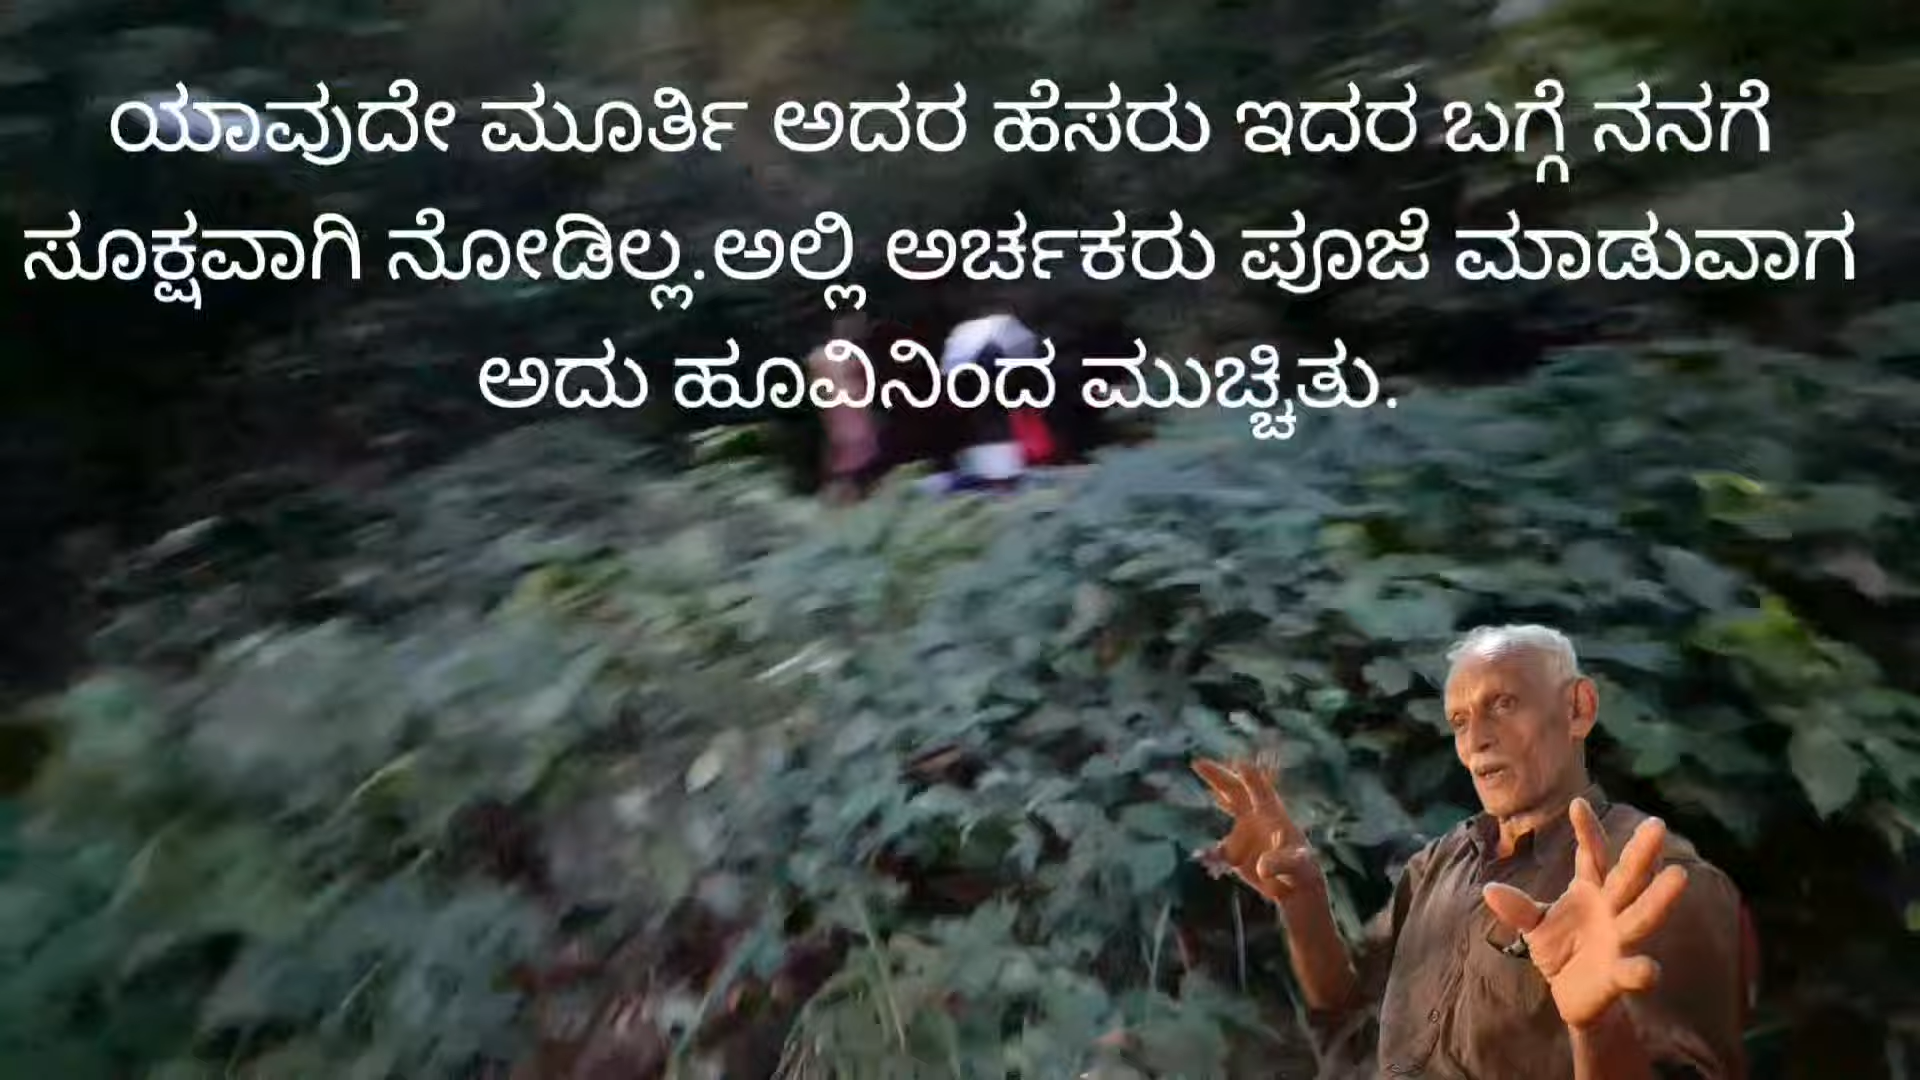 ಯಾವುದೇ ಮೂರ್ತಿ ಅದರ ಹೆಸರು ಇದರ ಬಗ್ಗೆ ನನಗೆ
ಸೂಕ್ಷವಾಗಿ ನೋಡಿಲ್ಲ.ಅಲ್ಲಿ ಅರ್ಚಕರು ಪೂಜೆ ಮಾಡುವಾಗ
ಅದು ಹೂವಿನಿಂದ ಮುಚ್ಚಿತು.